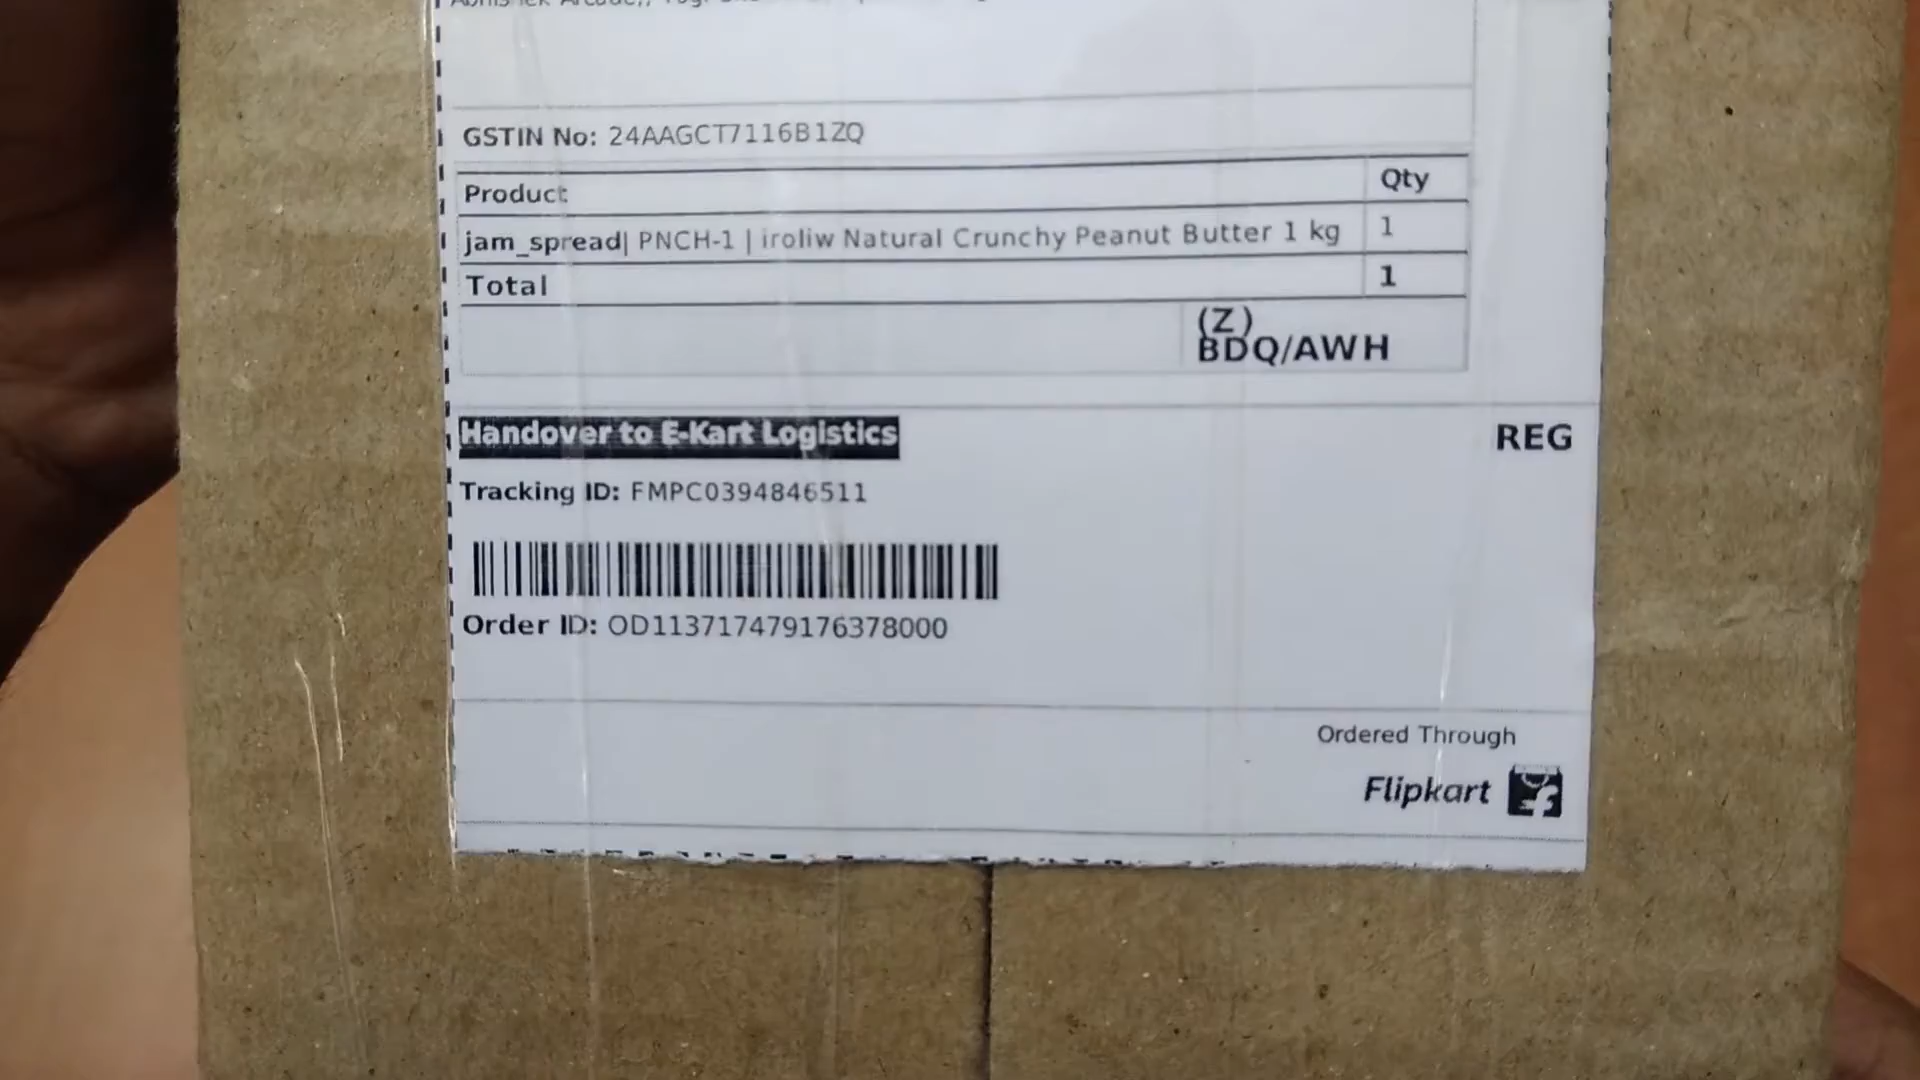 GSTIN No: 24AAGCT7116B1ZQ
Product Qty
jam_spread| PNCH-1 | iroliw Natural Crunchy Peanut Butter 1 kg 1
Total 1
(Z)
BDQ/AWH
Handover to E-Kart Logistics REG
Tracking ID: FMPC0394846511
Order ID: OD113717479176378000
Ordered Through
Flipkart